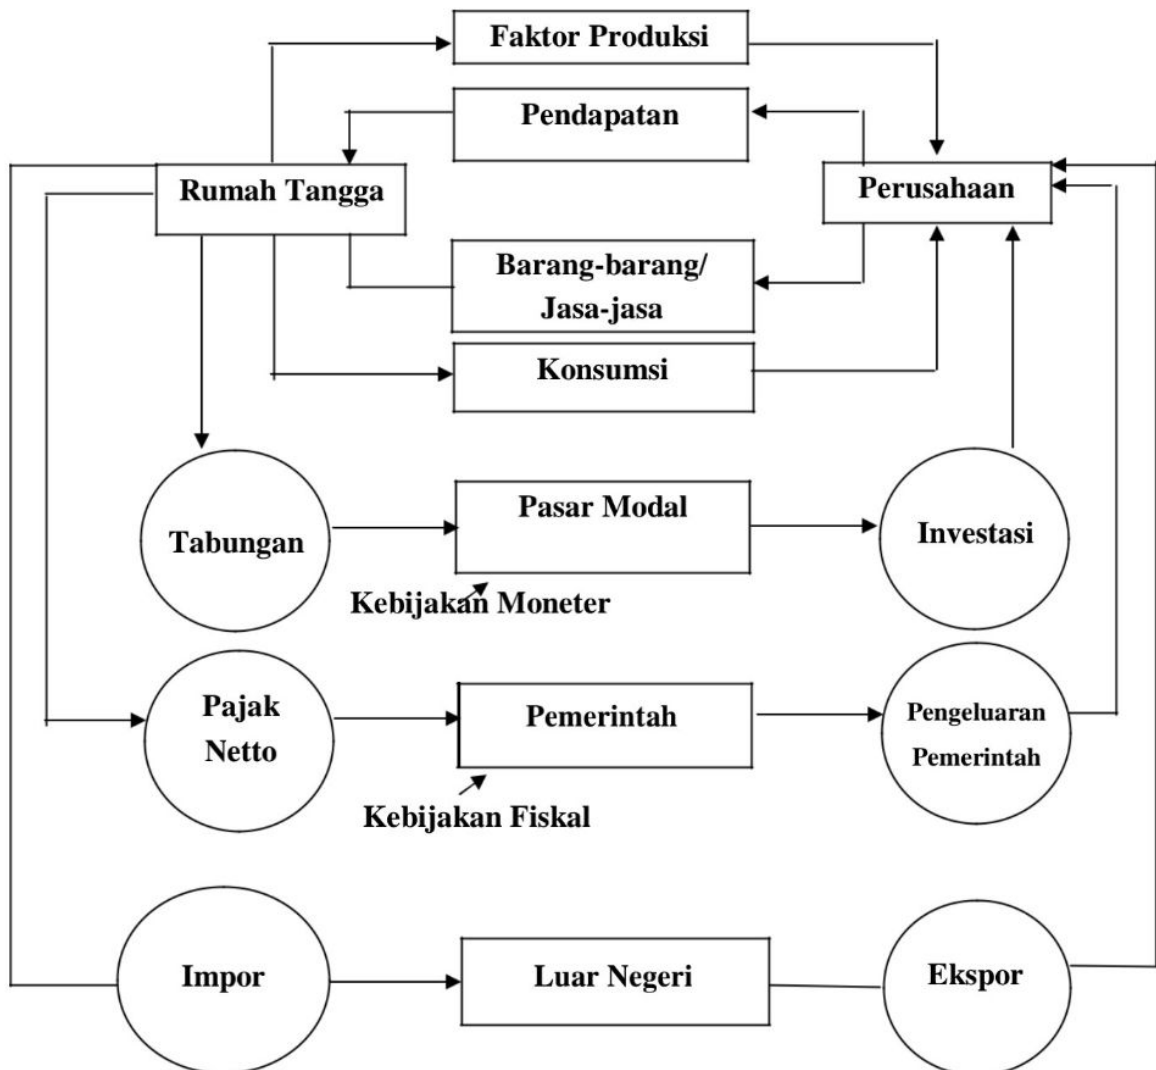 Faktor Produksi
Pendapatan
Rumah Tangga
Perusahaan
Barang-barang/
Jasa-jasa
Konsumsi
Tabungan
Pasar Modal
Investasi
Kebijakan Moneter
Pajak
Netto
Pemerintah
Pengeluaran
Pemerintah
Kebijakan Fiskal
Impor
Luar Negeri
Ekspor